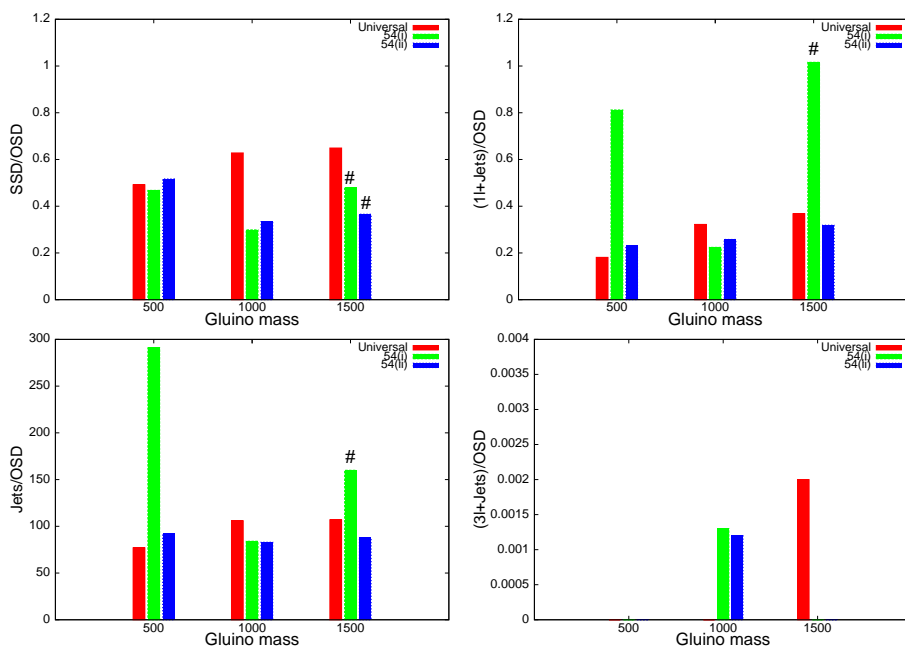 1.2
1
0.8
0.6
0.4
0.2
0
500
1000
1500
SSD/OSD
Gluino mass
Universal
54(i)
54(ii)
#
#
1.2
1
0.8
0.6
0.4
0.2
0
500
1000
1500
(1l+Jets)/OSD
Gluino mass
Universal
54(i)
54(ii)
#
300
250
200
150
100
50
0
500
1000
1500
Jets/OSD
Gluino mass
Universal
54(i)
54(ii)
#
0.004
0.0035
0.003
0.0025
0.002
0.0015
0.001
0.0005
0
500
1000
1500
(3l+Jets)/OSD
Gluino mass
Universal
54(i)
54(ii)